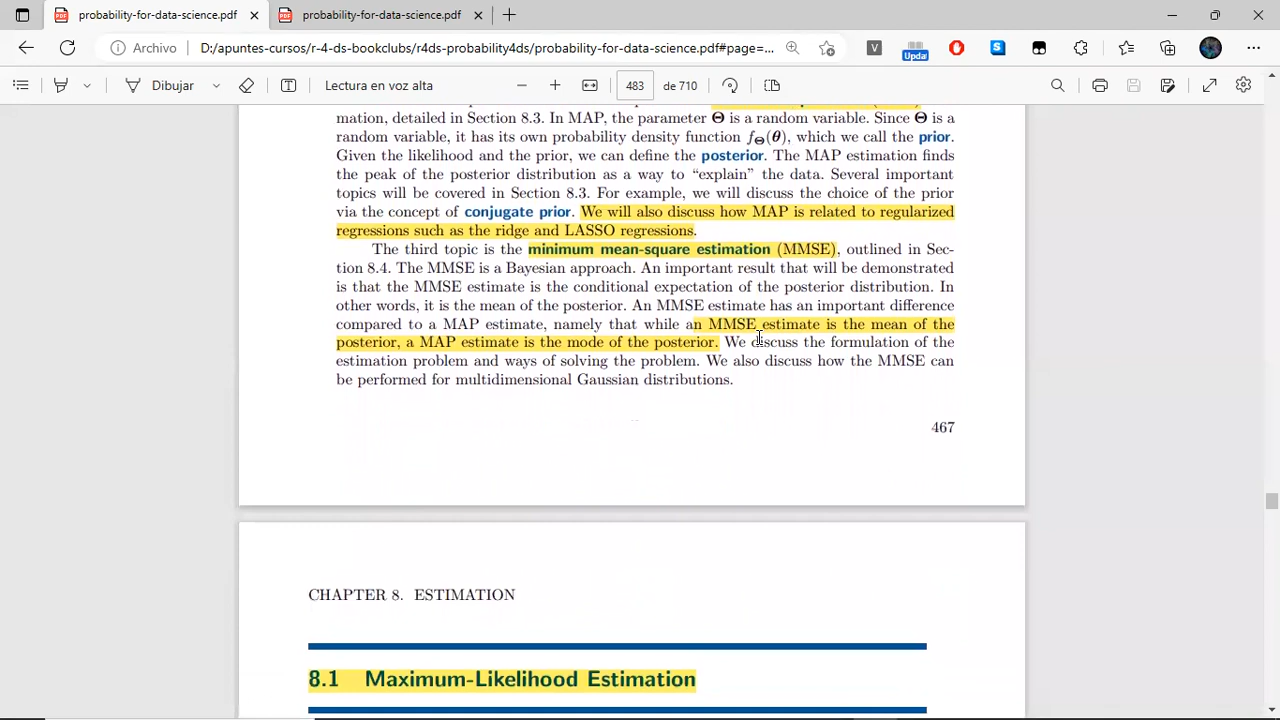 probability-for-data-science.pdf
probability-for-data-science.pdf
Archivo D:/apuntes-cursos/r-4-ds-bookclubs/r4ds-probability4ds/probability-for-data-science.pdf#page=...
V
Upda
S
Dibujar
Lectura en voz alta
483 de 710
mation, detailed in Section 8.3. In MAP, the parameter Θ is a random variable. Since Θ is a
random variable, it has its own probability density function f_Θ(θ), which we call the prior.
Given the likelihood and the prior, we can define the posterior. The MAP estimation finds
the peak of the posterior distribution as a way to “explain” the data. Several important
topics will be covered in Section 8.3. For example, we will discuss the choice of the prior
via the concept of conjugate prior. We will also discuss how MAP is related to regularized
regressions such as the ridge and LASSO regressions.
The third topic is the minimum mean-square estimation (MMSE), outlined in Sec-
tion 8.4. The MMSE is a Bayesian approach. An important result that will be demonstrated
is that the MMSE estimate is the conditional expectation of the posterior distribution. In
other words, it is the mean of the posterior. An MMSE estimate has an important difference
compared to a MAP estimate, namely that while an MMSE estimate is the mean of the
posterior, a MAP estimate is the mode of the posterior. We discuss the formulation of the
estimation problem and ways of solving the problem. We also discuss how the MMSE can
be performed for multidimensional Gaussian distributions.
467
CHAPTER 8. ESTIMATION
8.1 Maximum-Likelihood Estimation